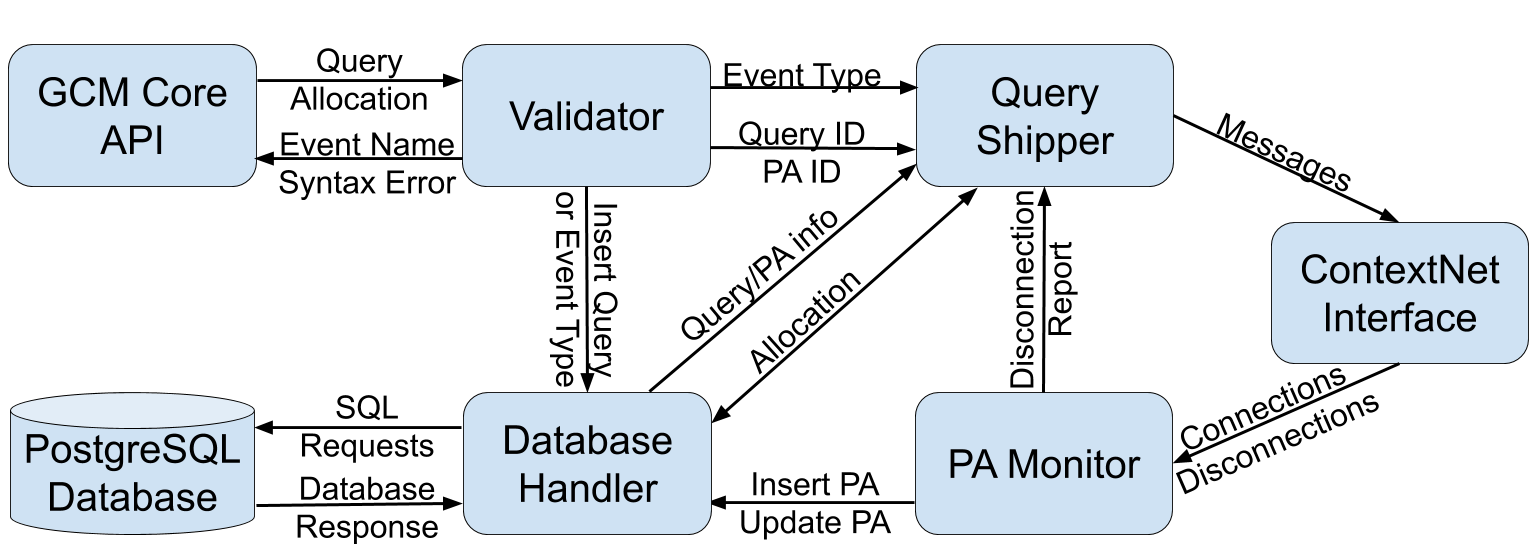 GCM Core
API
Query
Allocation
Event Name
Syntax Error
Validator
Event Type
Query ID
PA ID
Query
Shipper
Messages
ContextNet
Interface
Insert Query
or Event Type
Query/PA info
Allocation
Disconnection
Report
Connections
Disconnections
PostgreSQL
Database
SQL
Requests
Database
Response
Database
Handler
Insert PA
Update PA
PA Monitor